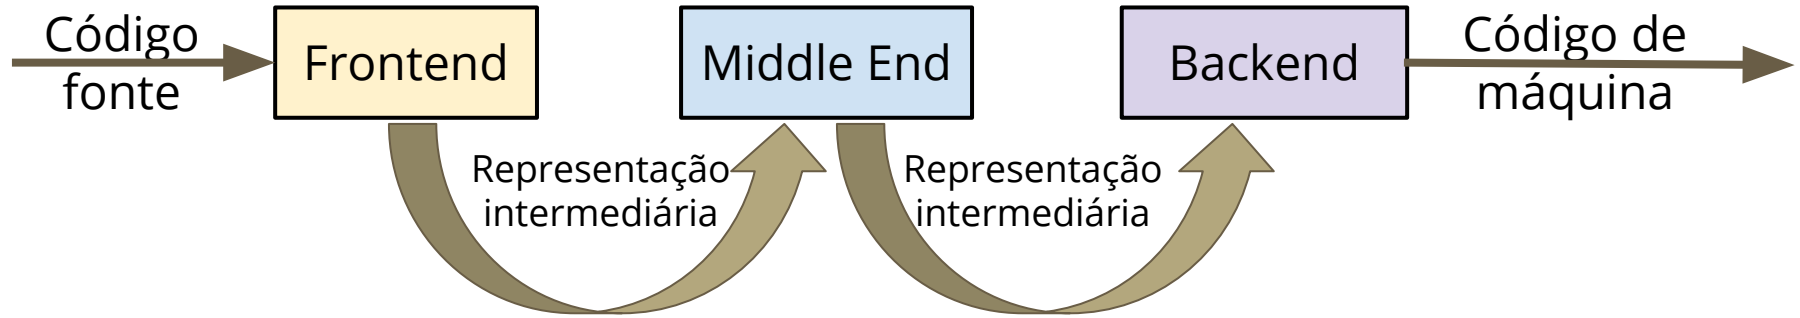 Código
fonte
Frontend
Middle End
Backend
Código de
máquina
Representação
intermediária
Representação
intermediária